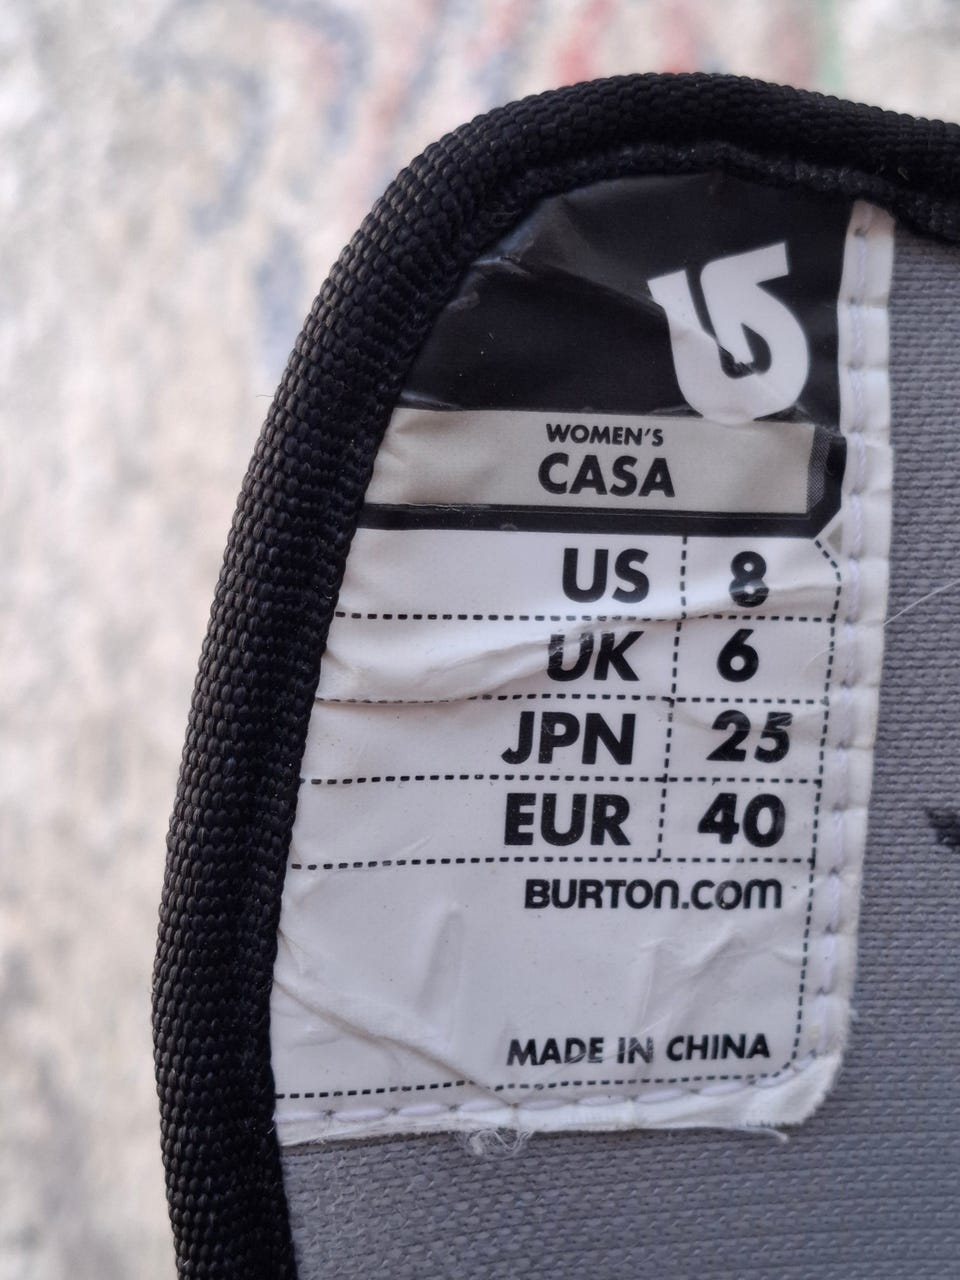 WOMEN'S
CASA
US 8
UK 6
JPN 25
EUR 40
BURTON.COM
MADE IN CHINA